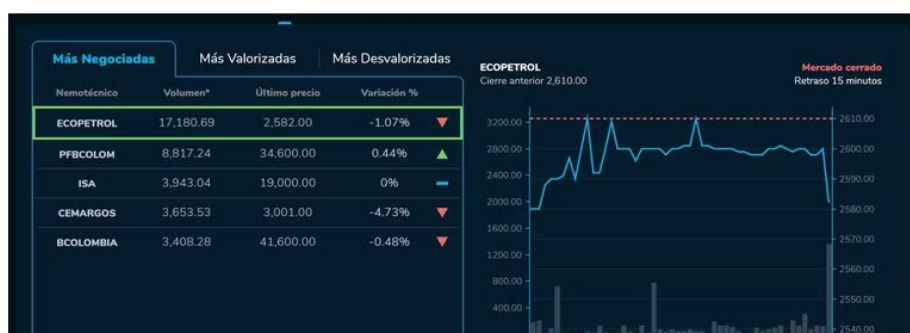 Más Negociadas Más Valorizadas Más Desvalorizadas
Nemotécnico Volumen* Último precio Variación %
ECOPETROL 17,180.69 2,582.00 -1.07%
PFBCOLOM 8,817.24 34,600.00 0.44%
ISA 3,943.04 19,000.00 0%
CEMARGOS 3,653.53 3,001.00 -4.73%
BCOLOMBIA 3,408.28 41,600.00 -0.48%
ECOPETROL Mercado cerrado
Cierre anterior 2,610.00 Retraso 15 minutos
3200.00 2610.00
2800.00 2600.00
2400.00 2590.00
2000.00 2580.00
1600.00 2570.00
1200.00 2560.00
800.00 2550.00
400.00 2540.00